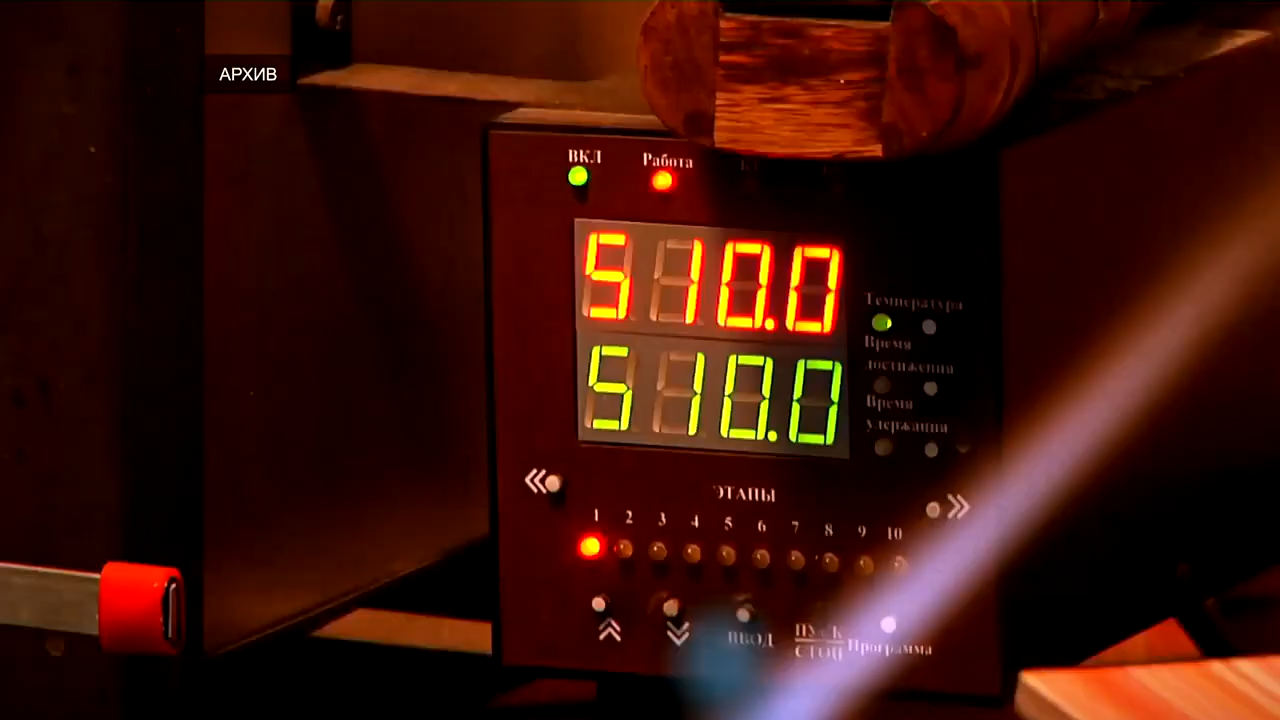 АРХИВ
ВКЛ Работа
510.0
510.0
Температура
Время
достижения
Время
удержания
ЭТАПЫ
1 2 3 4 5 6 7 8 9 10
ВВОД ПУСК Программа
СТОП